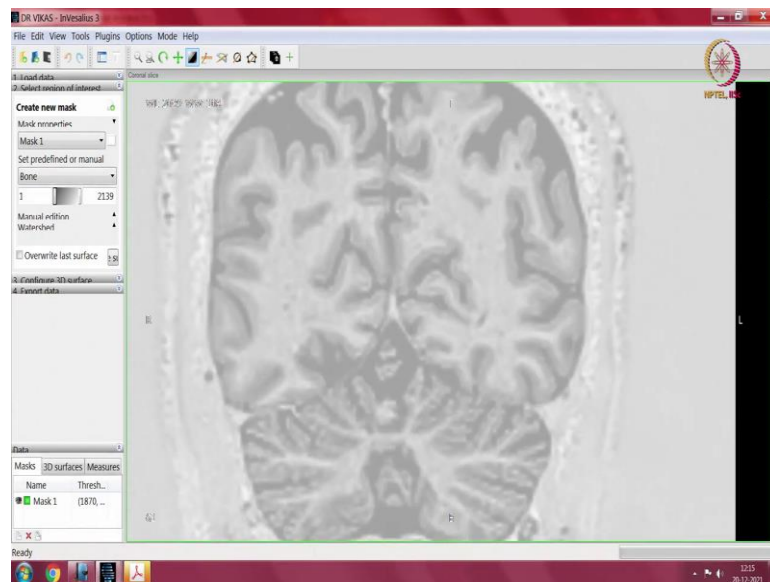 DR VIKAS - InVesalius 3
File Edit View Tools Plugins Options Mode Help
1. Load data
Coronal slice
2. Select region of interest
NPTEL,
Create new mask
Mask properties
Mask 1
Set predefined or manual
Bone
1 2139
Manual edition
Watershed
Overwrite last surface
3. Configure 3D surface
4. Export data
L
Data
Masks 3D surfaces Measures
Name Thresh...
Mask 1 (1870, ...
Ready
12:15
20-12-2021